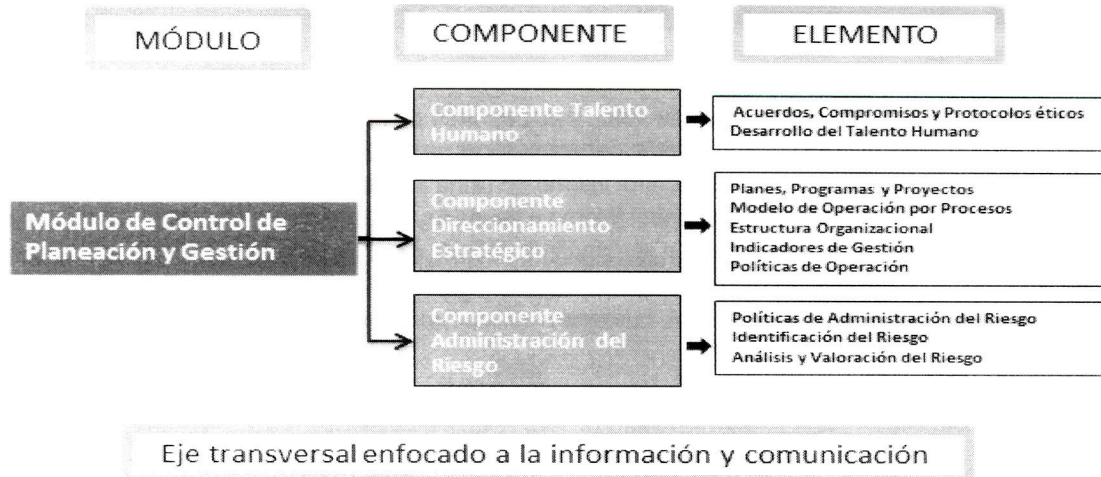 MÓDULO
COMPONENTE
ELEMENTO
Módulo de Control de
Planeación y Gestión
Componente Talento
Humano
Acuerdos, Compromisos y Protocolos éticos
Desarrollo del Talento Humano
Componente
Direccionamiento
Estratégico
Planes, Programas y Proyectos
Modelo de Operación por Procesos
Estructura Organizacional
Indicadores de Gestión
Políticas de Operación
Componente
Administración del
Riesgo
Políticas de Administración del Riesgo
Identificación del Riesgo
Análisis y Valoración del Riesgo
Eje transversal enfocado a la información y comunicación